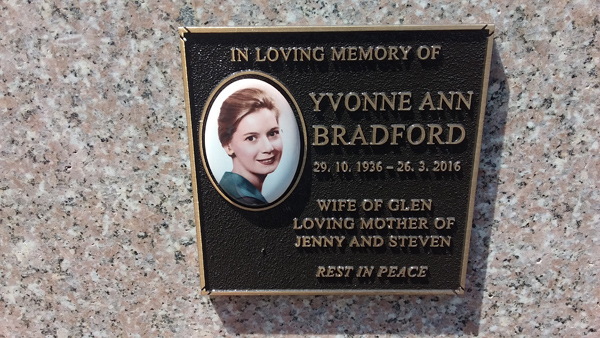 IN LOVING MEMORY OF
YVONNE ANN
BRADFORD
29. 10. 1936 – 26. 3. 2016
WIFE OF GLEN
LOVING MOTHER OF
JENNY AND STEVEN
REST IN PEACE